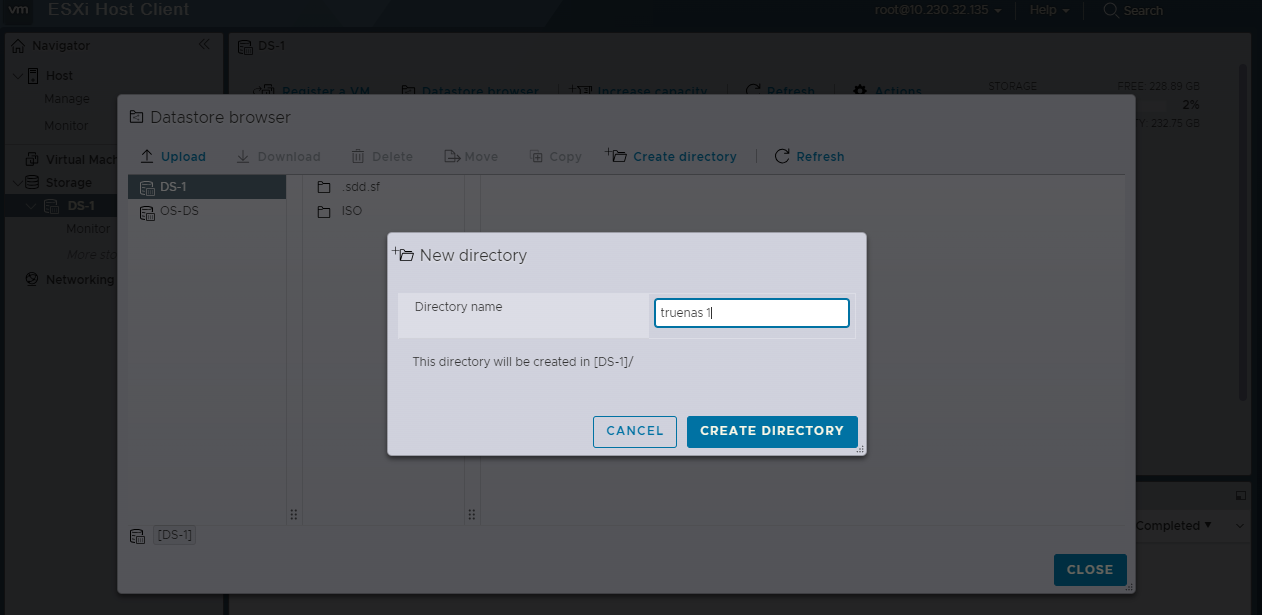 vm ESXi Host Client
root@10.230.32.135 Help Search
Navigator
DS-1
Host
Manage
Monitor
Virtual Mach
Storage
DS-1
Monitor
More sto
Networking
Register a VM Datastore browser Increase capacity Refresh Actions
STORAGE FREE: 228.89 GB
2%
TY: 232.75 GB
Datastore browser
Upload Download Delete Move Copy Create directory Refresh
DS-1 .sdd.sf
OS-DS ISO
New directory
Directory name truenas 1
This directory will be created in [DS-1]/
CANCEL CREATE DIRECTORY
[DS-1]
Completed
CLOSE